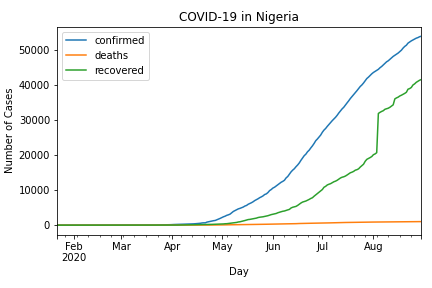 COVID-19 in Nigeria
confirmed
deaths
recovered
Number of Cases
50000
40000
30000
20000
10000
0
Feb Mar Apr May Jun Jul Aug
2020
Day